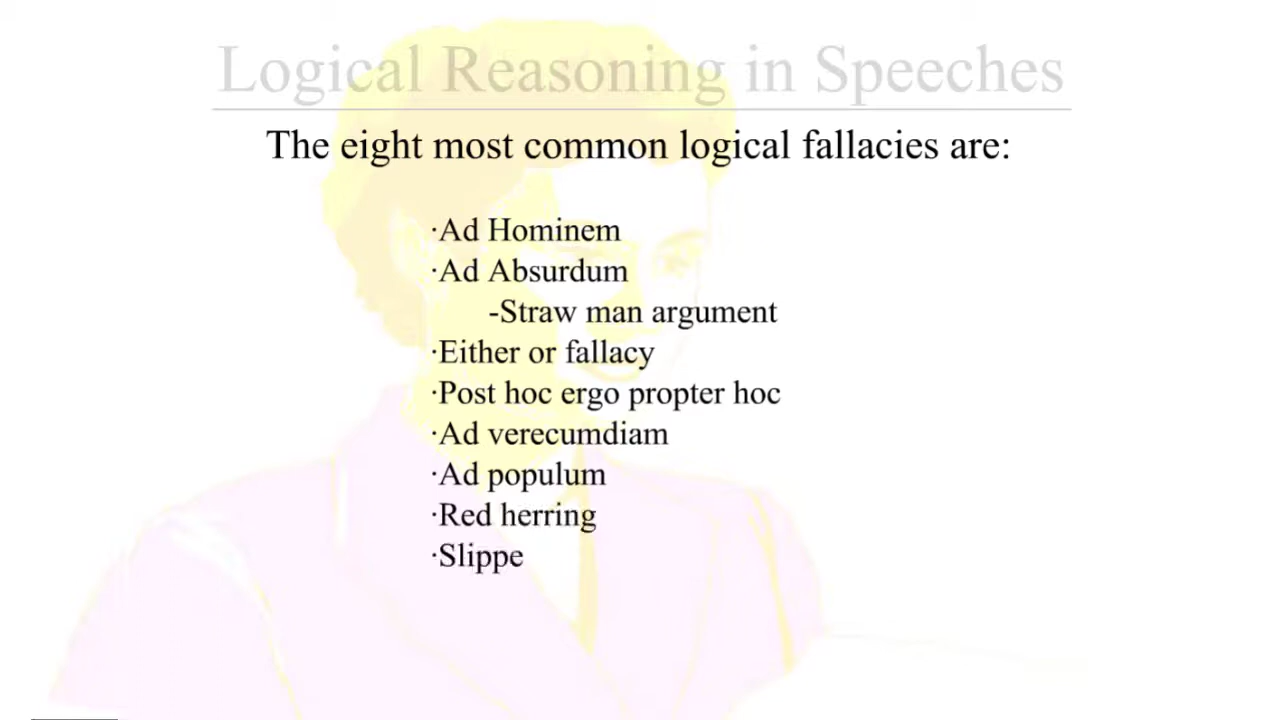 Logical Reasoning in Speeches
The eight most common logical fallacies are:
·Ad Hominem
·Ad Absurdum
-Straw man argument
·Either or fallacy
·Post hoc ergo propter hoc
·Ad verecumdiam
·Ad populum
·Red herring
·Slippe